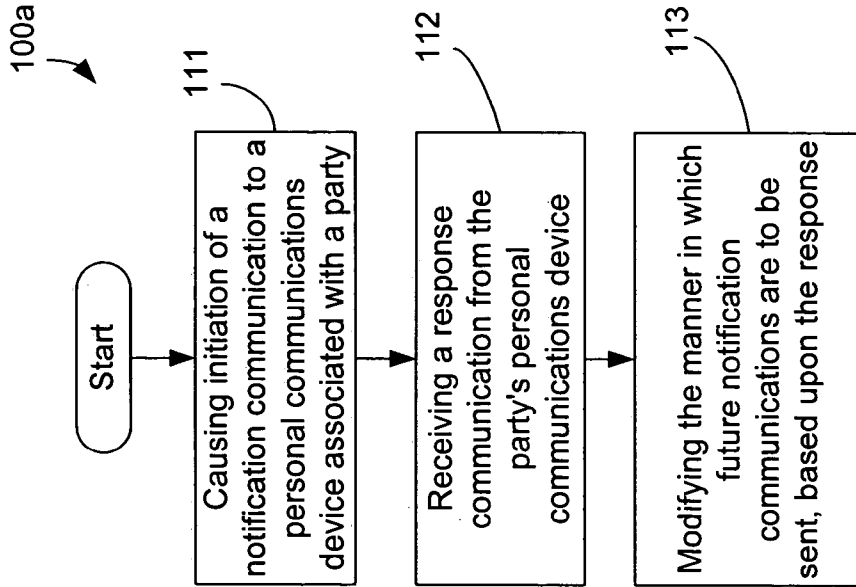 100a
Start
111
Causing initiation of a
notification communication to a
personal communications
device associated with a party
112
Receiving a response
communication from the
party's personal
communications device
113
Modifying the manner in which
future notification
communications are to be
sent, based upon the response